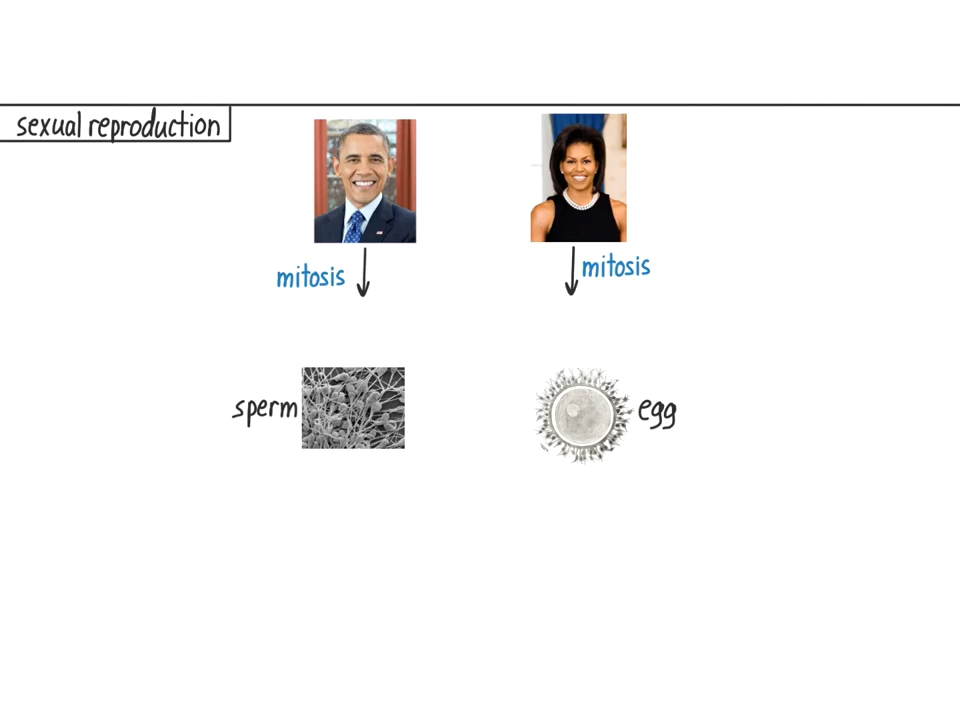 sexual reproduction
mitosis
mitosis
sperm
egg